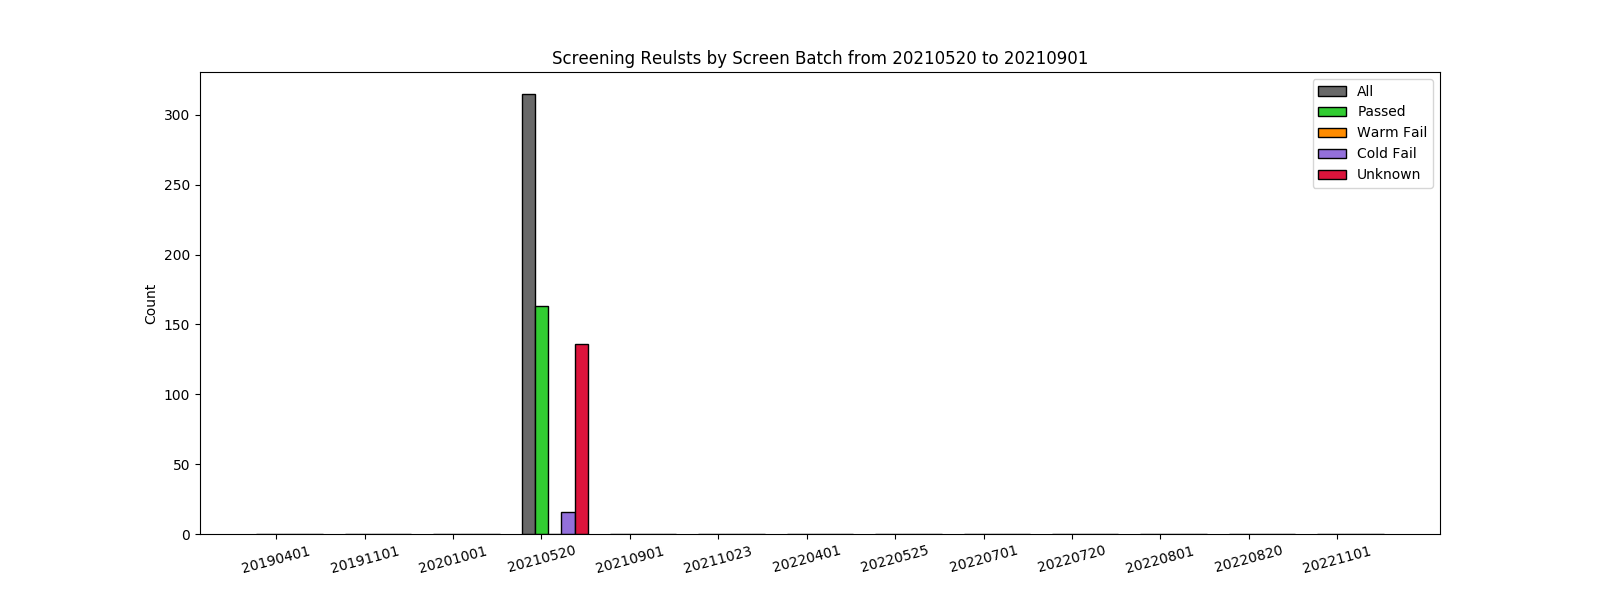 Screening Reulsts by Screen Batch from 20210520 to 20210901
All
Passed
Warm Fail
Cold Fail
Unknown
Count
300
250
200
150
100
50
0
20190401
20191101
20201001
20210520
20210901
20211023
20220401
20220525
20220701
20220720
20220801
20220820
20221101